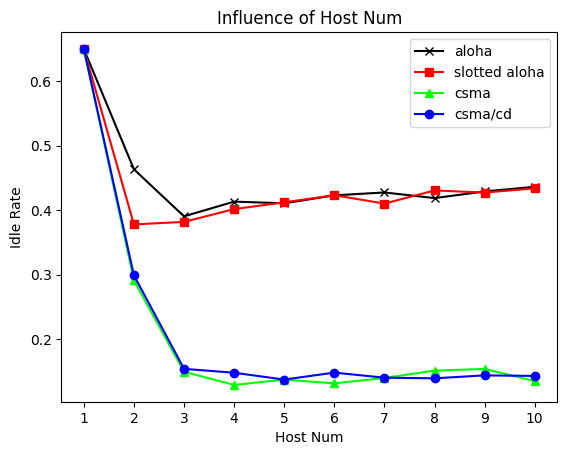 Influence of Host Num
aloha
slotted aloha
csma
csma/cd
Idle Rate
0.6
0.5
0.4
0.3
0.2
1 2 3 4 5 6 7 8 9 10
Host Num